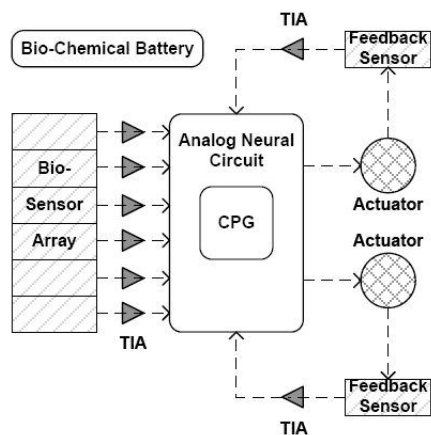 Bio-Chemical Battery
TIA
Feedback
Sensor
Analog Neural
Circuit
CPG
Bio-
Sensor
Array
TIA
Actuator
Actuator
Feedback
Sensor
TIA